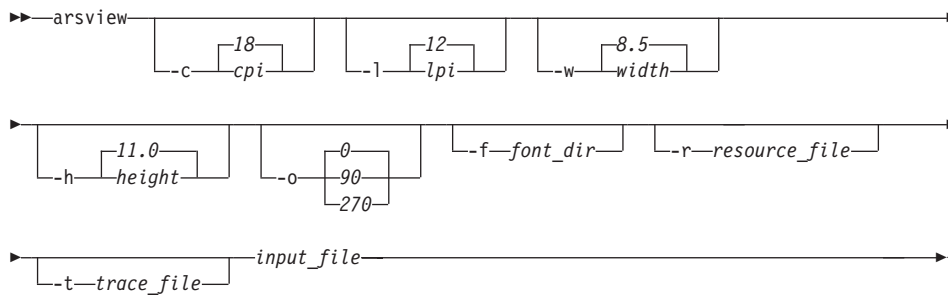 arsview
18 12 8.5
-c cpi -l lpi -w width
11.0 0
-h height -o 90 -f font_dir -r resource_file
270
input_file
-t trace_file